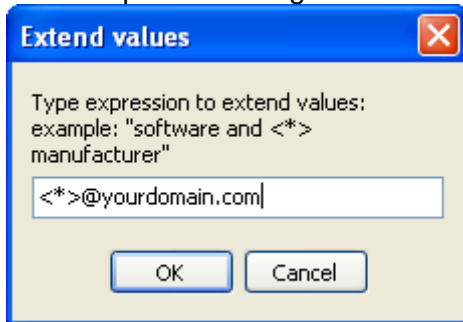 Extend values
Type expression to extend values:
example: "software and <*>
manufacturer"
<*>@yourdomain.com
OK
Cancel